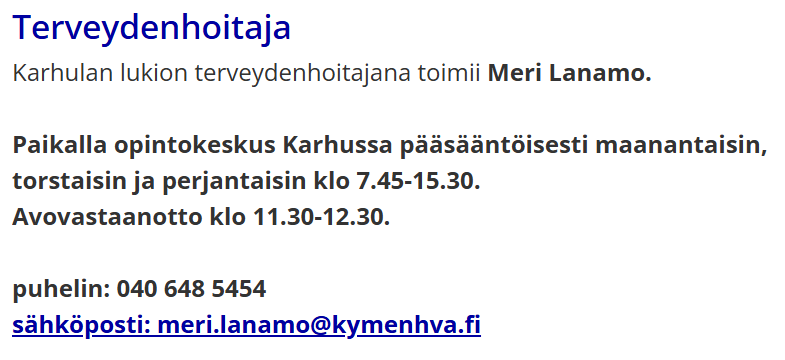 Terveydenhoitaja
Karhulan lukion terveydenhoitajana toimii Meri Lanamo.
Paikalla opintokeskus Karhussa pääsääntöisesti maanantaisin,
torstaisin ja perjantaisin klo 7.45-15.30.
Avovastaanotto klo 11.30-12.30.
puhelin: 040 648 5454
sähköposti: meri.lanamo@kymenhva.fi